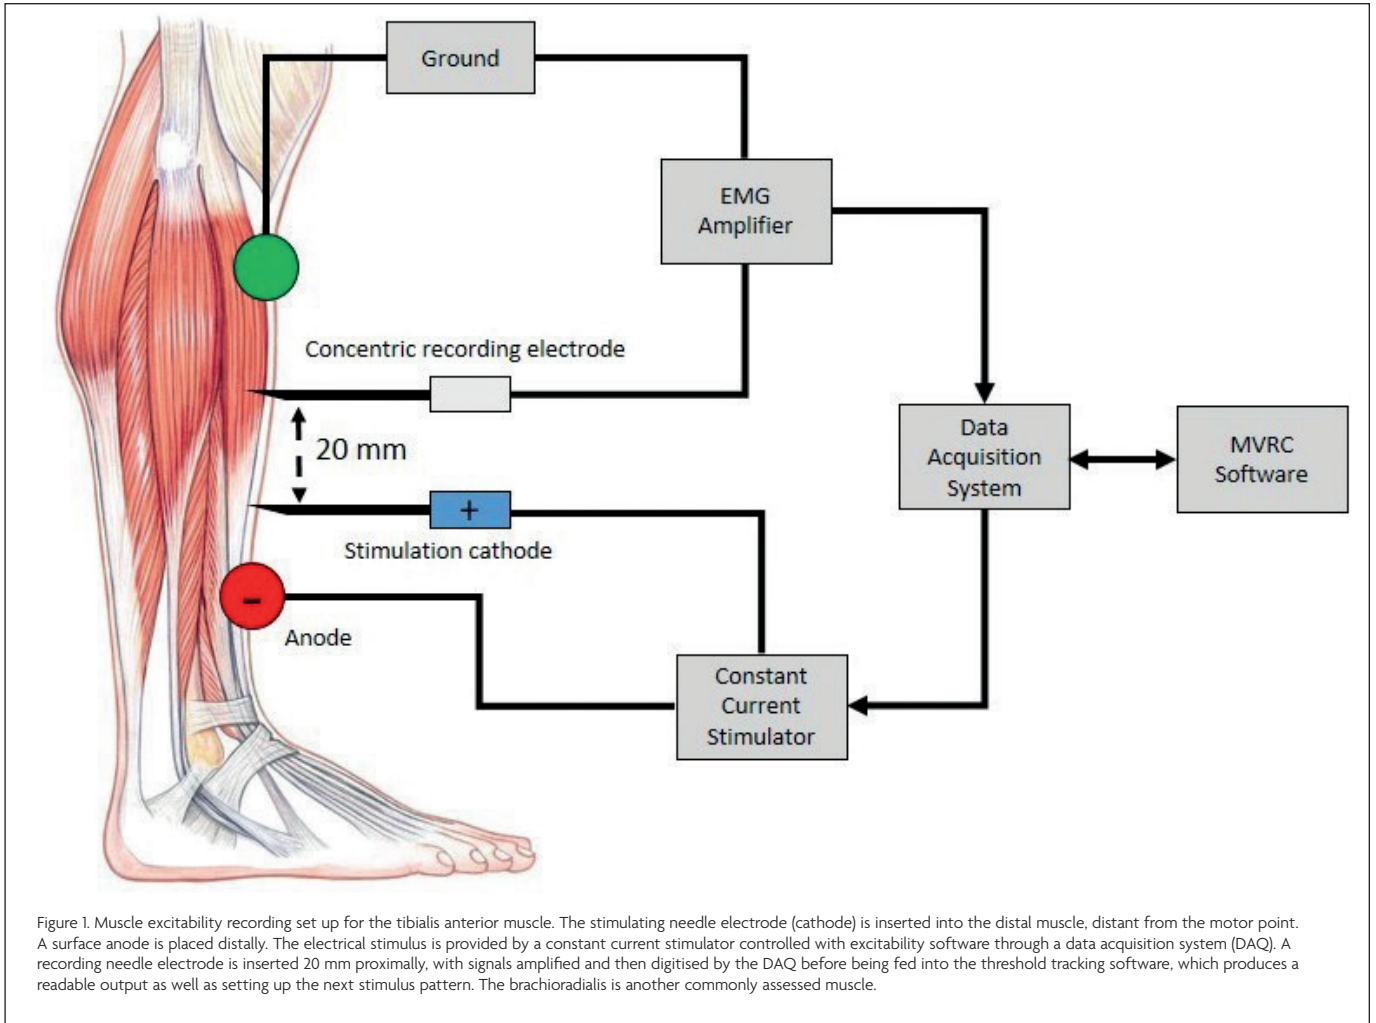 Ground
EMG
Amplifier
Concentric recording electrode
20 mm
Data
Acquisition
System
MVRC
Software
+
Stimulation cathode
-
Anode
Constant
Current
Stimulator
Figure 1. Muscle excitability recording set up for the tibialis anterior muscle. The stimulating needle electrode (cathode) is inserted into the distal muscle, distant from the motor point.
A surface anode is placed distally. The electrical stimulus is provided by a constant current stimulator controlled with excitability software through a data acquisition system (DAQ). A
recording needle electrode is inserted 20 mm proximally, with signals amplified and then digitised by the DAQ before being fed into the threshold tracking software, which produces a
readable output as well as setting up the next stimulus pattern. The brachioradialis is another commonly assessed muscle.